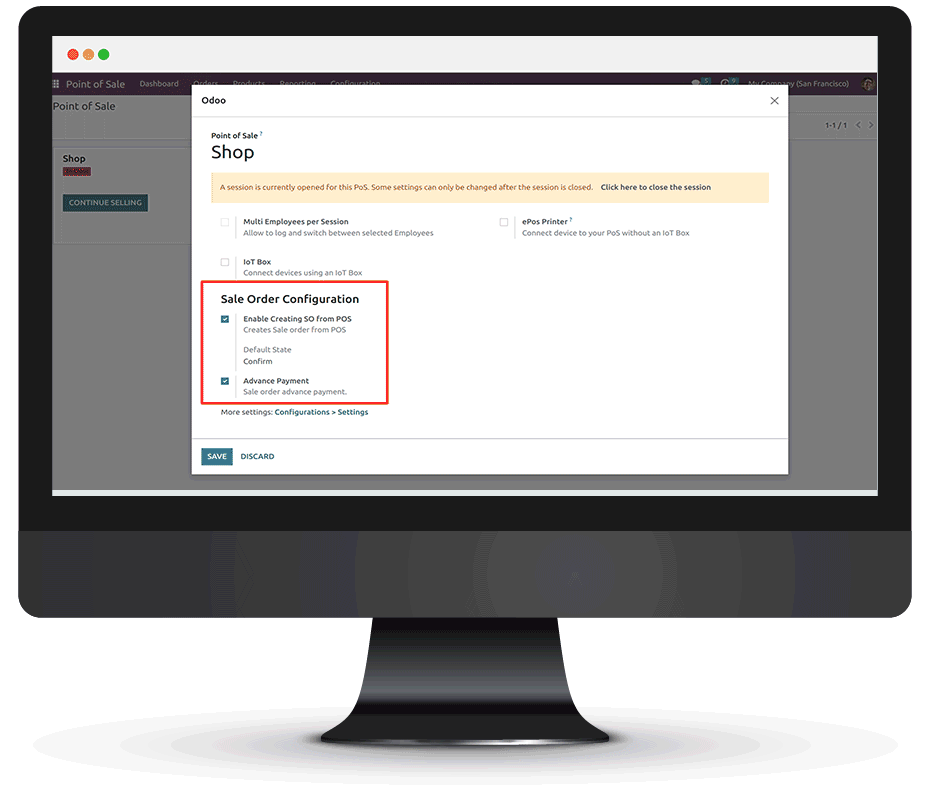 Point of Sale Dashboard Orders Products Reporting Configuration 5 9 My Company (San Francisco)
Point of Sale
1-1 / 1
Shop
CONTINUE SELLING
Odoo
Point of Sale ?
Shop
A session is currently opened for this PoS. Some settings can only be changed after the session is closed. Click here to close the session
Multi Employees per Session
Allow to log and switch between selected Employees
ePos Printer ?
Connect device to your PoS without an IoT Box
IoT Box
Connect devices using an IoT Box
Sale Order Configuration
Enable Creating SO from POS
Creates Sale order from POS
Default State
Confirm
Advance Payment
Sale order advance payment.
More settings: Configurations > Settings
SAVE DISCARD